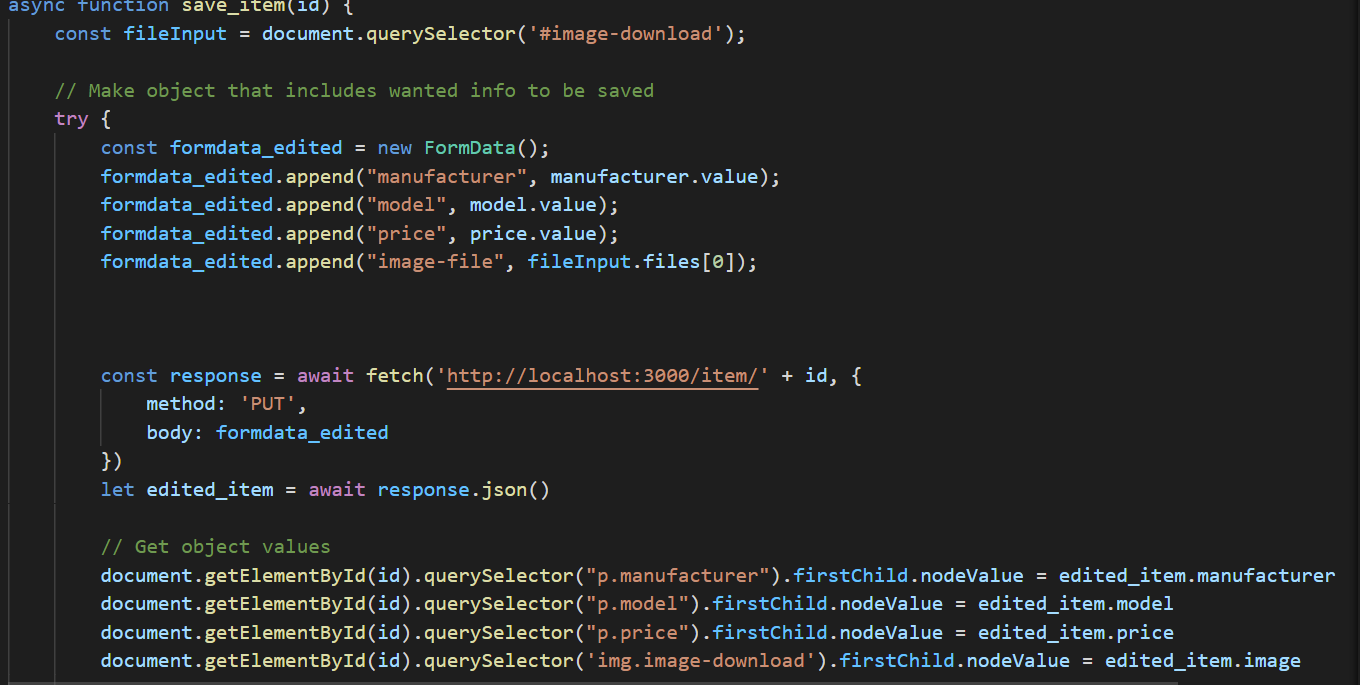 async function save_item(id) {
const fileInput = document.querySelector('#image-download');
// Make object that includes wanted info to be saved
try {
const formdata_edited = new FormData();
formdata_edited.append("manufacturer", manufacturer.value);
formdata_edited.append("model", model.value);
formdata_edited.append("price", price.value);
formdata_edited.append("image-file", fileInput.files[0]);
const response = await fetch('http://localhost:3000/item/' + id, {
method: 'PUT',
body: formdata_edited
})
let edited_item = await response.json()
// Get object values
document.getElementById(id).querySelector("p.manufacturer").firstChild.nodeValue = edited_item.manufacturer
document.getElementById(id).querySelector("p.model").firstChild.nodeValue = edited_item.model
document.getElementById(id).querySelector("p.price").firstChild.nodeValue = edited_item.price
document.getElementById(id).querySelector('img.image-download').firstChild.nodeValue = edited_item.image